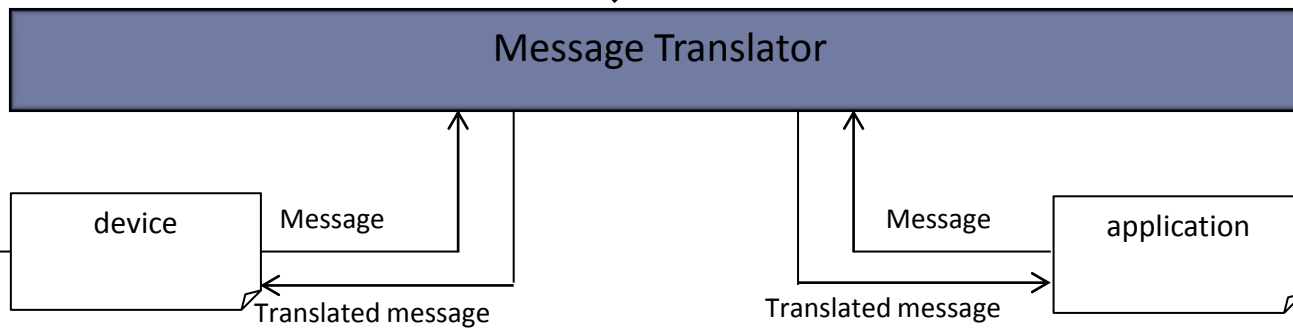 Message Translator
device
Message
Message
application
Translated message
Translated message